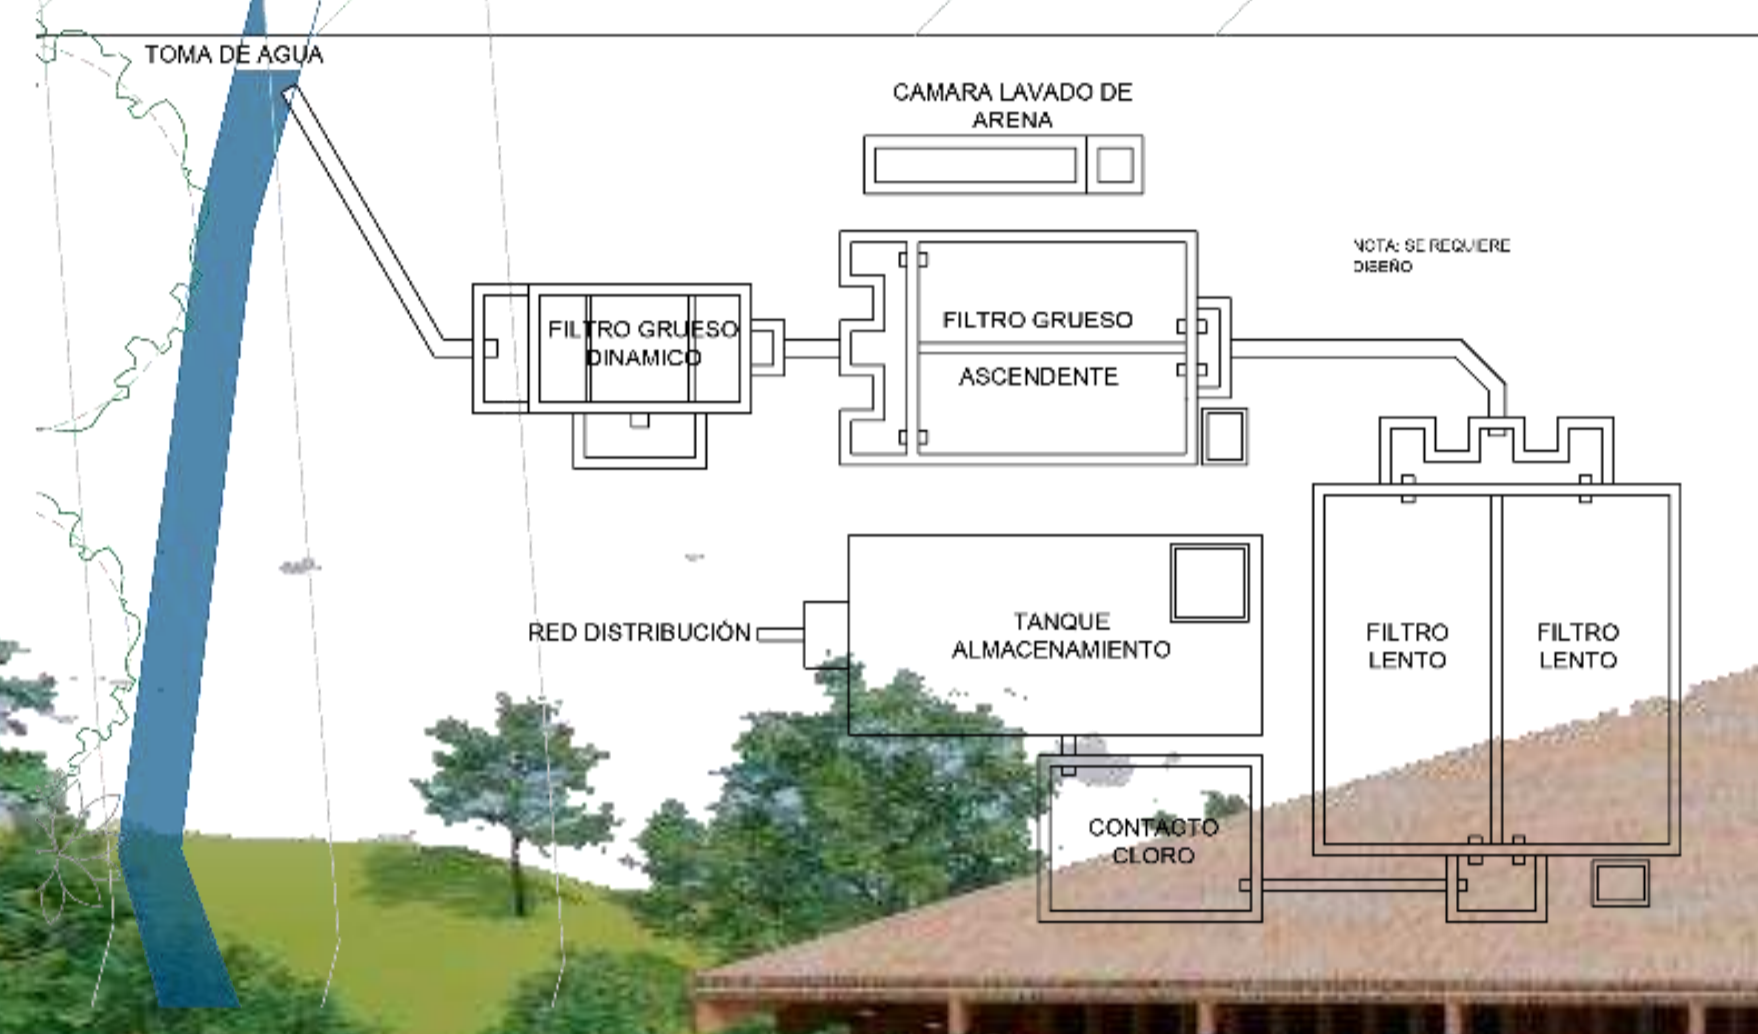 TOMA DE AGUA
CAMARA LAVADO DE
ARENA
NOTA: SE REQUIERE
DISEÑO
FILTRO GRUESO
DINAMICO
FILTRO GRUESO
ASCENDENTE
RED DISTRIBUCIÓN
TANQUE
ALMACENAMIENTO
FILTRO
LENTO
FILTRO
LENTO
CONTACTO
CLORO